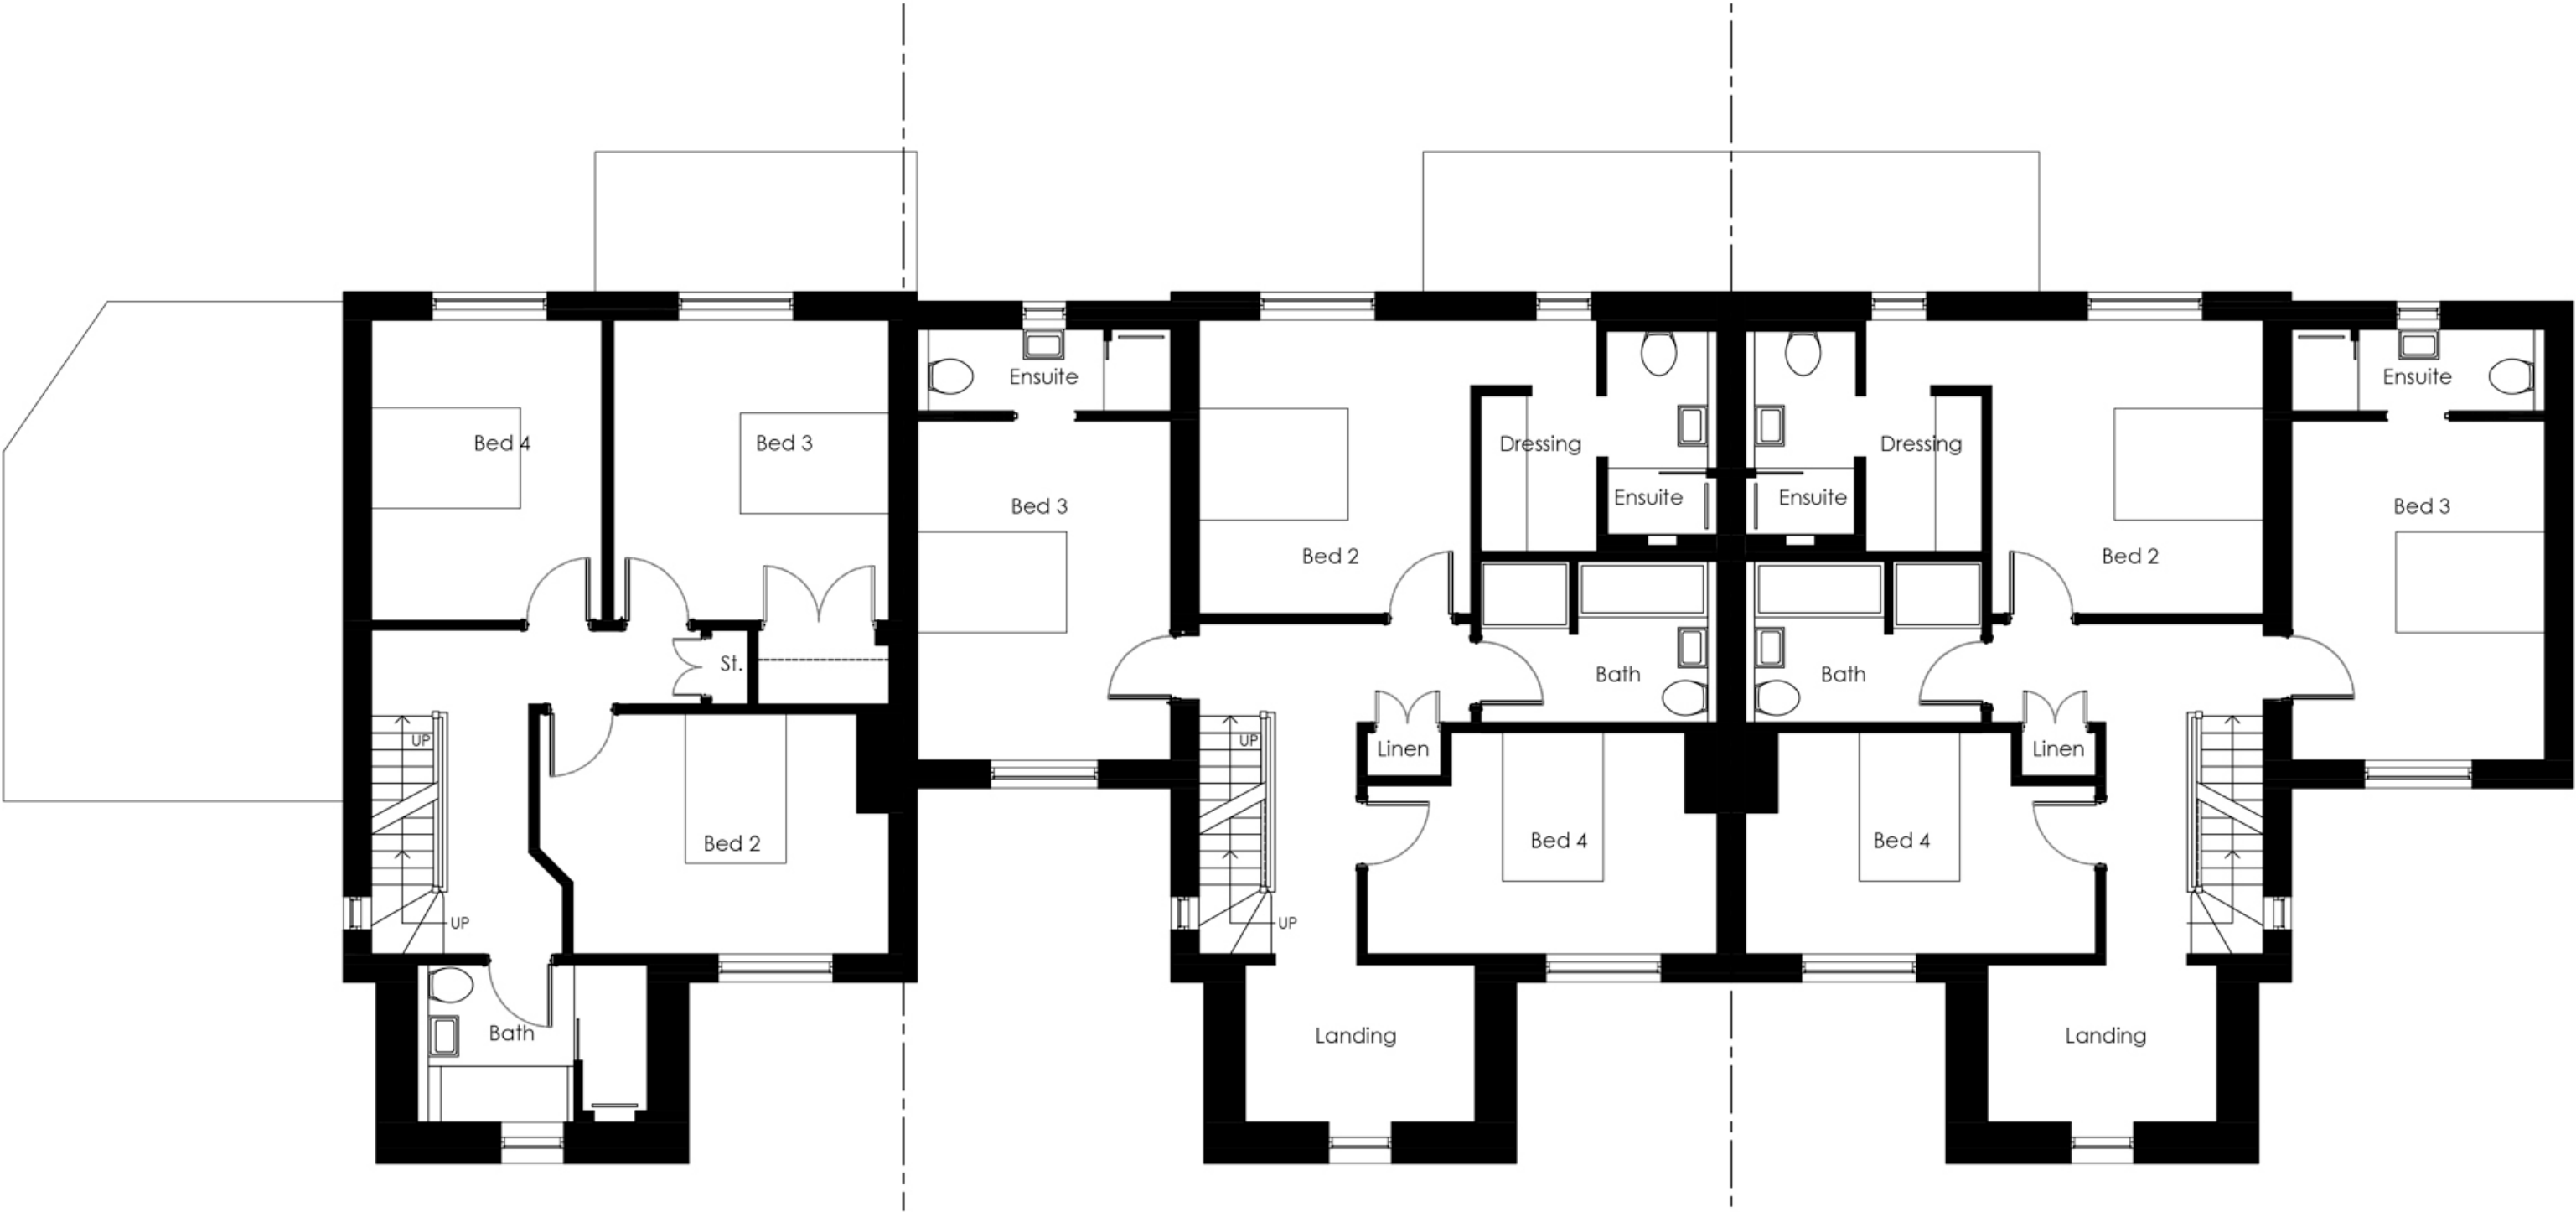 Ensuite
Ensuite
Bed 4
Bed 3
Dressing
Dressing
Bed 3
Ensuite
Ensuite
Bed 3
Bed 2
Bed 2
St.
Bath
Bath
UP
UP
Linen
Linen
Bed 2
Bed 4
Bed 4
UP
UP
Bath
Landing
Landing